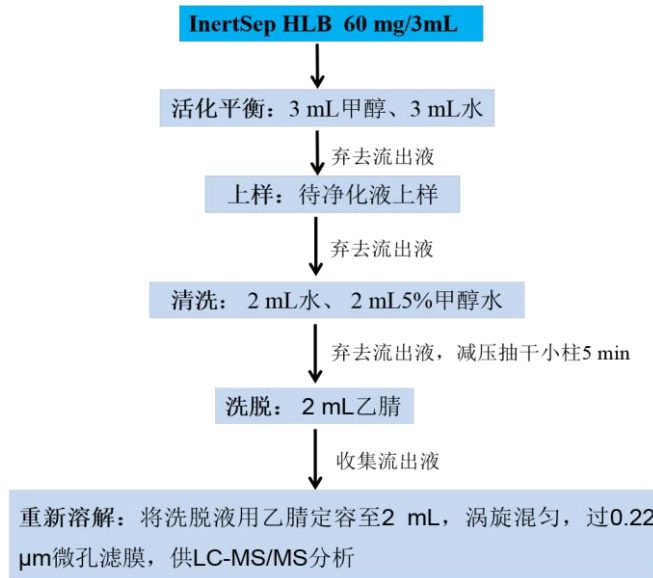 InertSep HLB 60 mg/3mL
活化平衡：3 mL甲醇、3 mL水
弃去流出液
上样：待净化液上样
弃去流出液
清洗： 2 mL水、 2 mL5%甲醇水
弃去流出液，减压抽干小柱5 min
洗脱： 2 mL乙腈
收集流出液
重新溶解：将洗脱液用乙腈定容至2 mL，涡旋混匀，过0.22
μm微孔滤膜，供LC-MS/MS分析